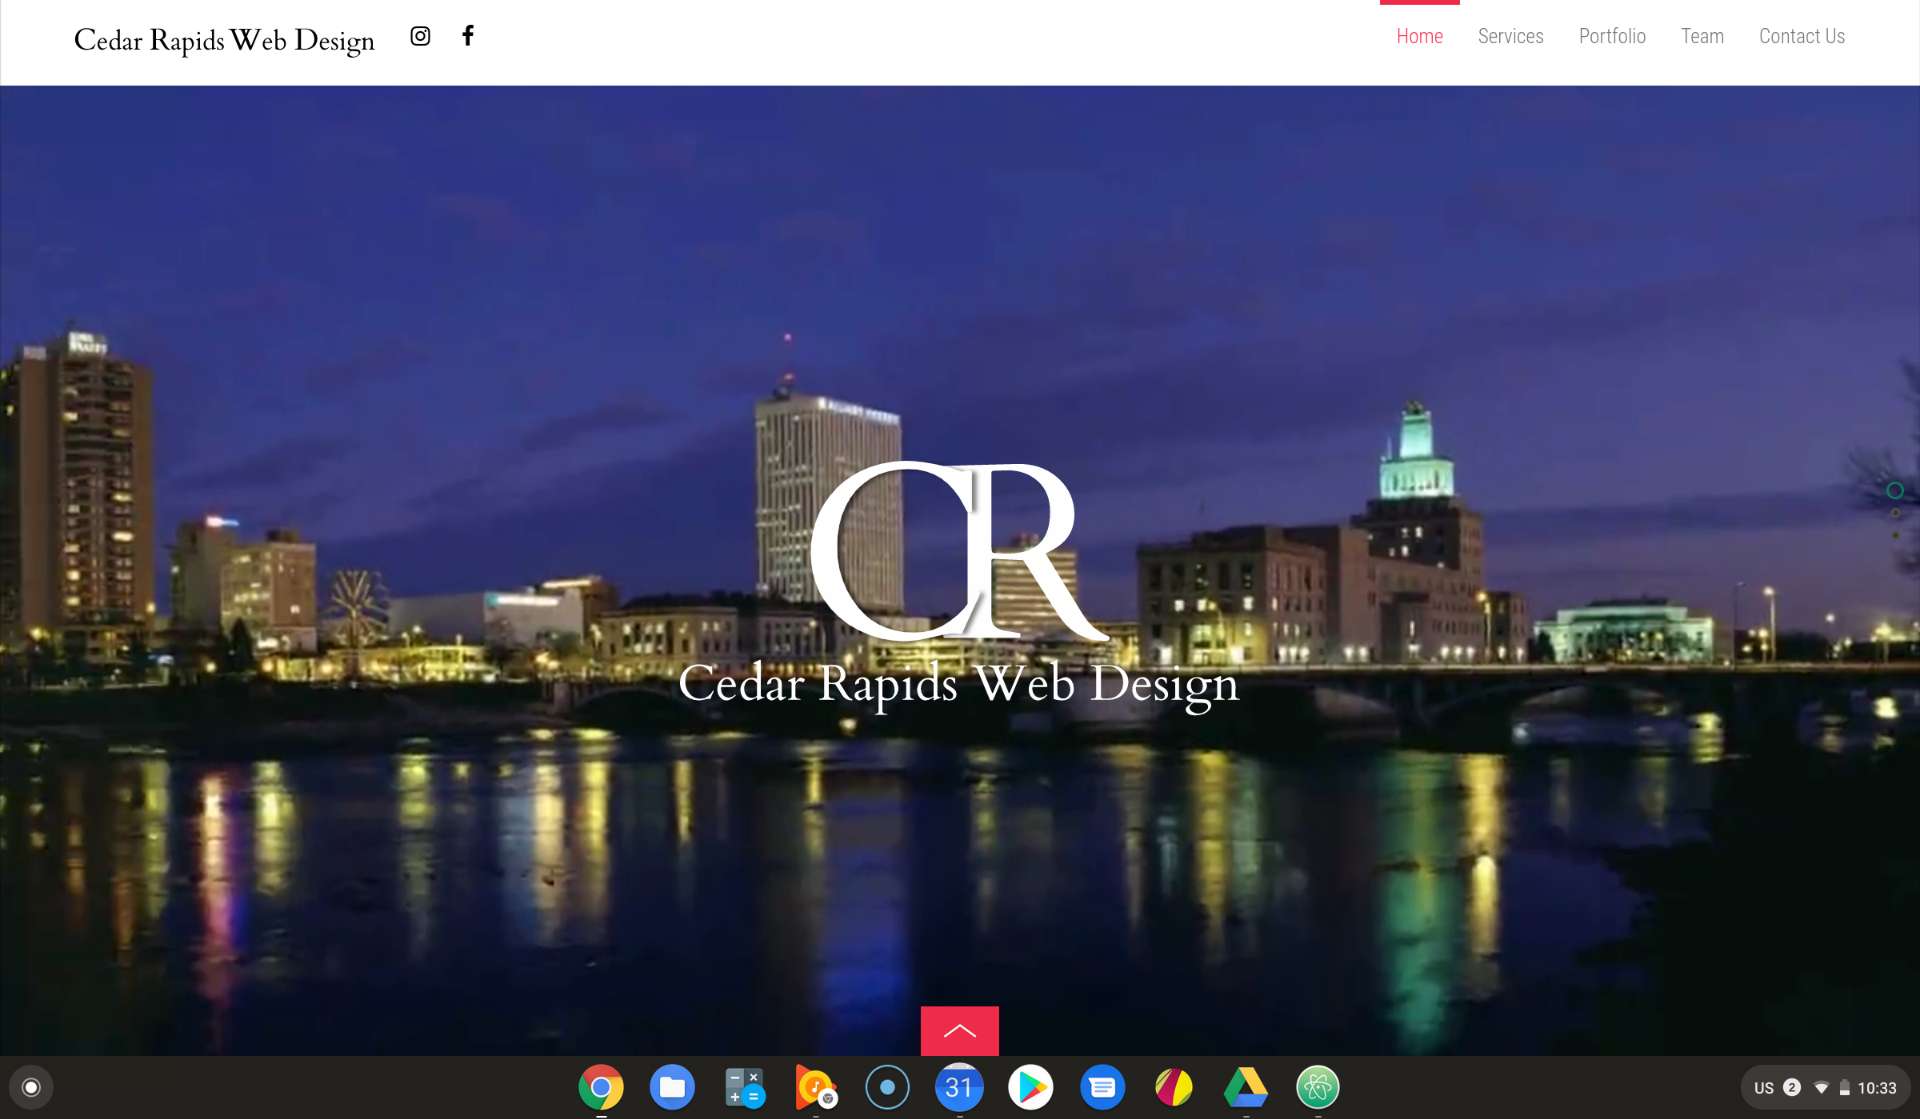 Cedar Rapids Web Design
Home Services Portfolio Team Contact Us
CR
Cedar Rapids Web Design
31
US 2 10:33